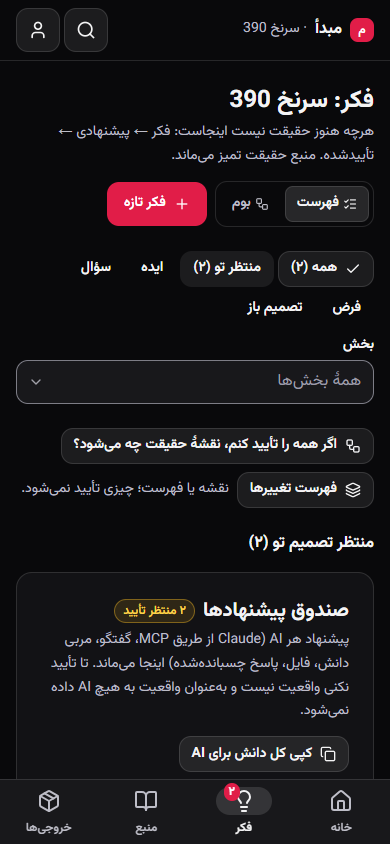 م مبدأ · سرنخ 390
فکر: سرنخ 390
هرچه هنوز حقیقت نیست اینجاست: فکر ← پیشنهادی ←
تأییدشده. منبع حقیقت تمیز می‌ماند.
فهرست بوم فکر تازه
همه (۲) منتظر تو (۲) ایده سؤال
فرض تصمیم باز
بخش
همهٔ بخش‌ها
اگر همه را تأیید کنم، نقشهٔ حقیقت چه می‌شود؟
فهرست تغییرها نقشه یا فهرست؛ چیزی تأیید نمی‌شود.
منتظر تصمیم تو (۲)
صندوق پیشنهادها ۲ منتظر تأیید
پیشنهاد هر AI (Claude از طریق MCP، گفتگو، مربی
دانش، فایل، پاسخ چسبانده‌شده) اینجا می‌ماند. تا تأیید
نکنی واقعیت نیست و به‌عنوان واقعیت به هیچ AI داده
نمی‌شود.
کپی کل دانش برای AI
۲
خانه فکر منبع خروجی‌ها